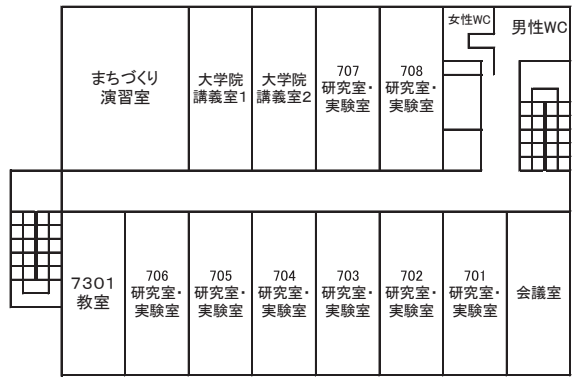 女性WC
男性WC
まちづくり
演習室
大学院
講義室1
大学院
講義室2
707
研究室・
実験室
708
研究室・
実験室
7301
教室
706
研究室・
実験室
705
研究室・
実験室
704
研究室・
実験室
703
研究室・
実験室
702
研究室・
実験室
701
研究室・
実験室
会議室